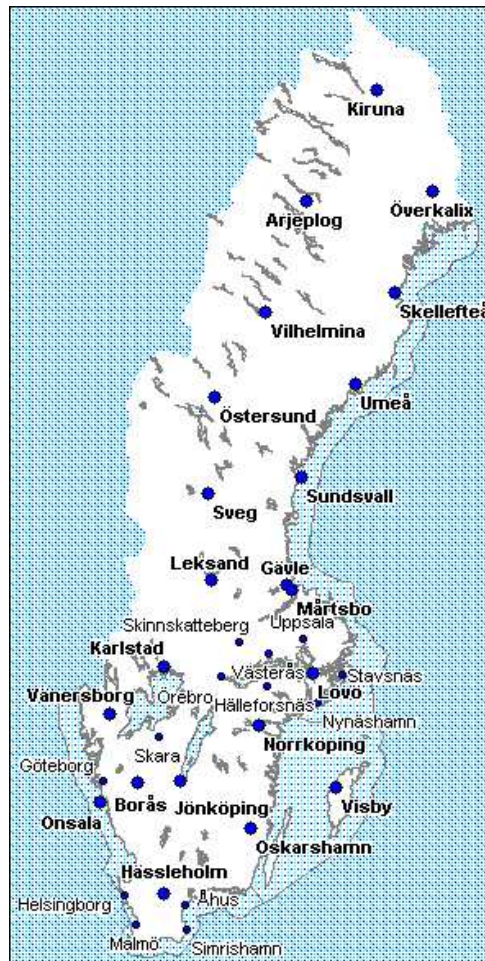 Kiruna
Överkalix
Arjeplog
Skellefteå
Vilhelmina
Umeå
Östersund
Sundsvall
Sveg
Leksand
Gävle
Mårtsbo
Skinnskatteberg
Uppsala
Karlstad
Västerås
Stavsnäs
Lovö
Vänersborg
Örebro
Hälleforsnäs
Nynäshamn
Norrköping
Skara
Göteborg
Borås
Jönköping
Visby
Onsala
Oskarshamn
Hässleholm
Helsingborg
Åhus
Malmö
Simrishamn